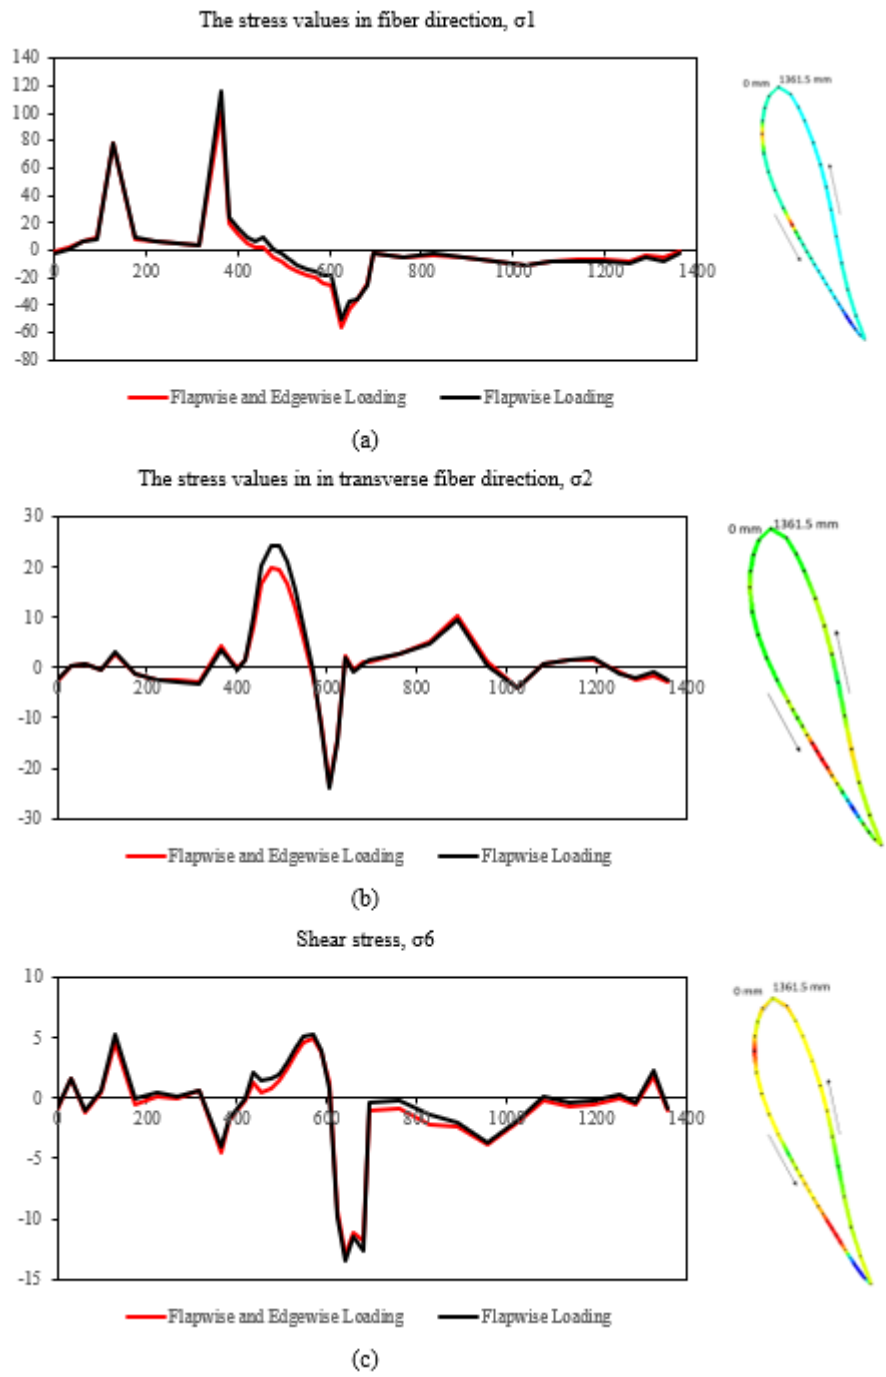 The stress values in fiber direction, σ1
140
120
100
80
60
40
20
0
-20
-40
-60
-80
0 200 400 600 800 1000 1200 1400
0 mm 1361.5 mm
Flapwise and Edgewise Loading Flapwise Loading
(a)
The stress values in in transverse fiber direction, σ2
30
20
10
0
-10
-20
-30
0 200 400 600 800 1000 1200 1400
0 mm 1361.5 mm
Flapwise and Edgewise Loading Flapwise Loading
(b)
Shear stress, σ6
10
5
0
-5
-10
-15
0 200 400 600 800 1000 1200 1400
0 mm 1361.5 mm
Flapwise and Edgewise Loading Flapwise Loading
(c)